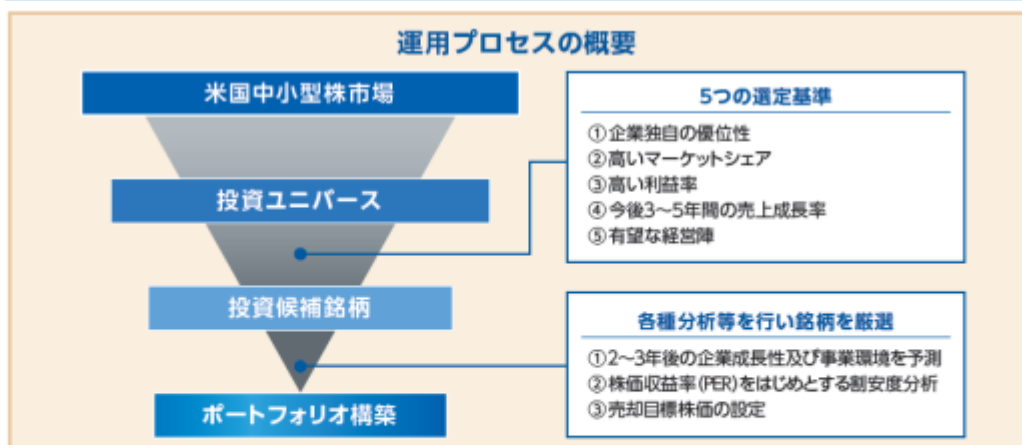 運用プロセスの概要
米国中小型株市場
投資ユニバース
投資候補銘柄
ポートフォリオ構築
5つの選定基準
①企業独自の優位性
②高いマーケットシェア
③高い利益率
④今後3～5年間の売上成長率
⑤有望な経営陣
各種分析等を行い銘柄を厳選
①2～3年後の企業成長性及び事業環境を予測
②株価収益率(PER)をはじめとする割安度分析
③売却目標株価の設定